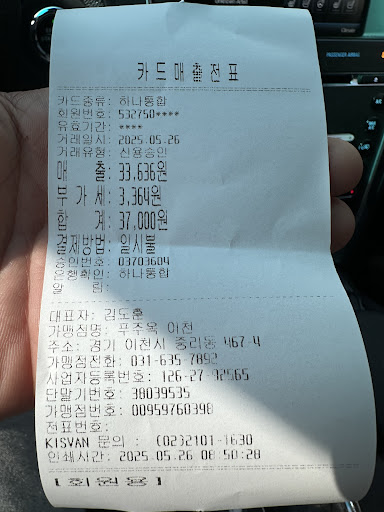 카드매출전표
카드종류: 하나통합
회원번호: 532750****
유효기간: ****
거래일시: 2025.05.26
거래유형: 신용승인
매 출: 33,636원
부 가 세: 3,364원
합 계: 37,000원
결제방법: 일시불
승인번호: 03703604
은행확인: 하나통합
알 림:
대표자: 김도훈
가맹점명: 푸주옥 이천
주소: 경기 이천시 중리동 467-4
가맹점전화: 031-635-7892
사업자등록번호: 126-27-92565
단말기번호: 38039535
가맹점번호: 00959760398
전표번호:
KISVAN 문의 : (02)2101-1630
인쇄시간: 2025.05.26 08:50:28
[회원용]
PASSENGER AIRBAG